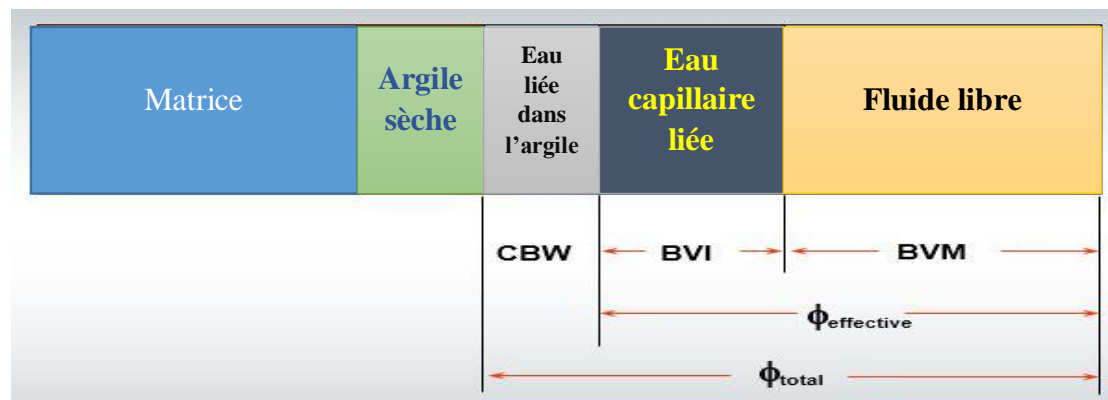 Matrice
Argile
sèche
Eau
liée
dans
l'argile
Eau
capillaire
liée
Fluide libre
CBW
BVI
BVM
ϕeffective
ϕtotal